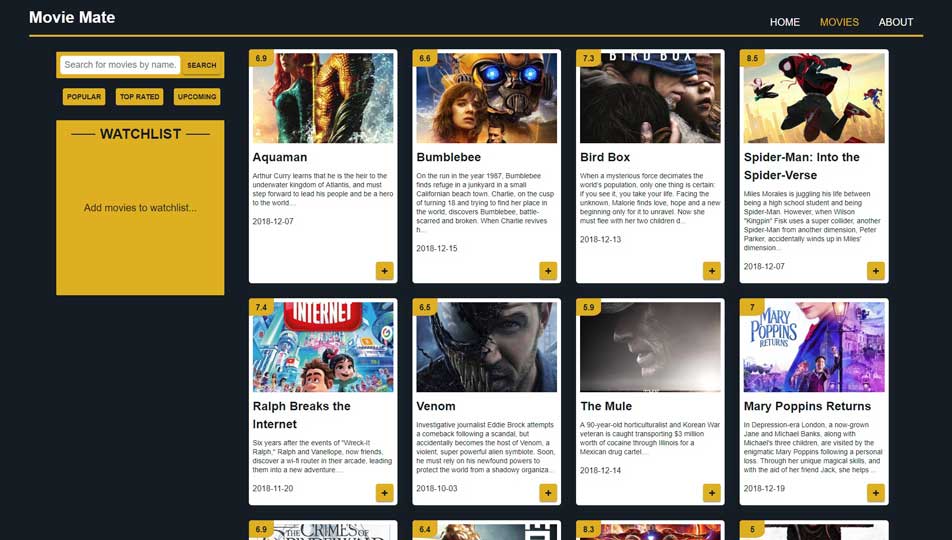 Movie Mate
HOME MOVIES ABOUT
Search for movies by name.
SEARCH
POPULAR TOP RATED UPCOMING
WATCHLIST
Add movies to watchlist...
6.9
Aquaman
Arthur Curry learns that he is the heir to the
underwater kingdom of Atlantis, and must
step forward to lead his people and be a hero
to the world....
2018-12-07
+
6.6
Bumblebee
On the run in the year 1987, Bumblebee
finds refuge in a junkyard in a small
Californian beach town. Charlie, on the cusp
of turning 18 and trying to find her place in
the world, discovers Bumblebee, battle-
scarred and broken. When Charlie revives
h...
2018-12-15
+
7.3
BIRD BOX
Bird Box
When a mysterious force decimates the
world's population, only one thing is certain:
if you see it, you take your life. Facing the
unknown, Malorie finds love, hope and a new
beginning only for it to unravel. Now she
must flee with her two children d...
2018-12-13
+
8.5
Spider-Man: Into the
Spider-Verse
Miles Morales is juggling his life between
being a high school student and being
Spider-Man. However, when Wilson
"Kingpin" Fisk uses a super collider, another
Spider-Man from another dimension, Peter
Parker, accidentally winds up in Miles'
dimension...
2018-12-07
+
7.4
INTERNET
Ralph Breaks the
Internet
Six years after the events of "Wreck-It
Ralph," Ralph and Vanellope, now friends,
discover a wi-fi router in their arcade, leading
them into a new adventure....
2018-11-20
+
6.5
Venom
Investigative journalist Eddie Brock attempts
a comeback following a scandal, but
accidentally becomes the host of Venom, a
violent, super powerful alien symbiote. Soon,
he must rely on his newfound powers to
protect the world from a shadowy organiza...
2018-10-03
+
5.9
The Mule
A 90-year-old horticulturalist and Korean War
veteran is caught transporting $3 million
worth of cocaine through Illinois for a
Mexican drug cartel....
2018-12-14
+
7
MARY
POPPINS
RETURNS
Mary Poppins Returns
In Depression-era London, a now-grown
Jane and Michael Banks, along with
Michael's three children, are visited by the
enigmatic Mary Poppins following a personal
loss. Through her unique magical skills, and
with the aid of her friend Jack, she helps ...
2018-12-19
+
6.9
THE CRIMES OF
6.4
8.3
5